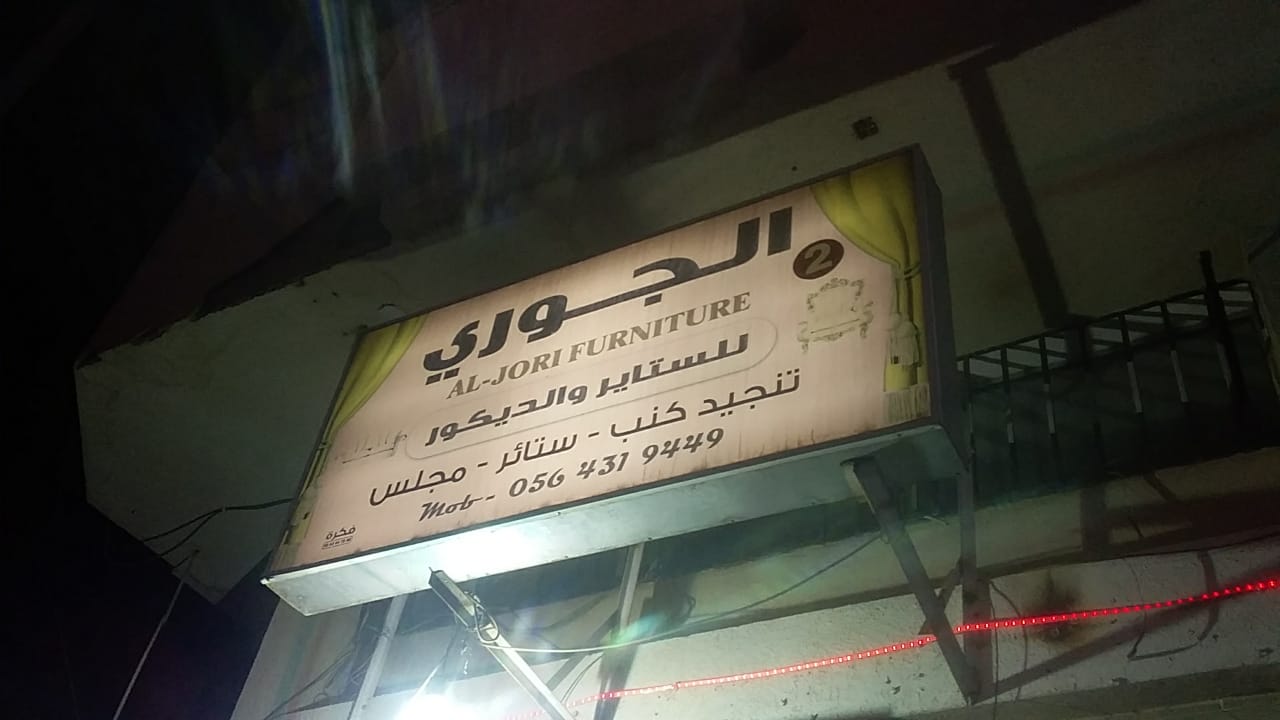 الجوري 2
AL-JORI FURNITURE
للستاير والديكور
تنجيد كنب - ستائر - مجلس
Mob - 056 431 9449
فكرة